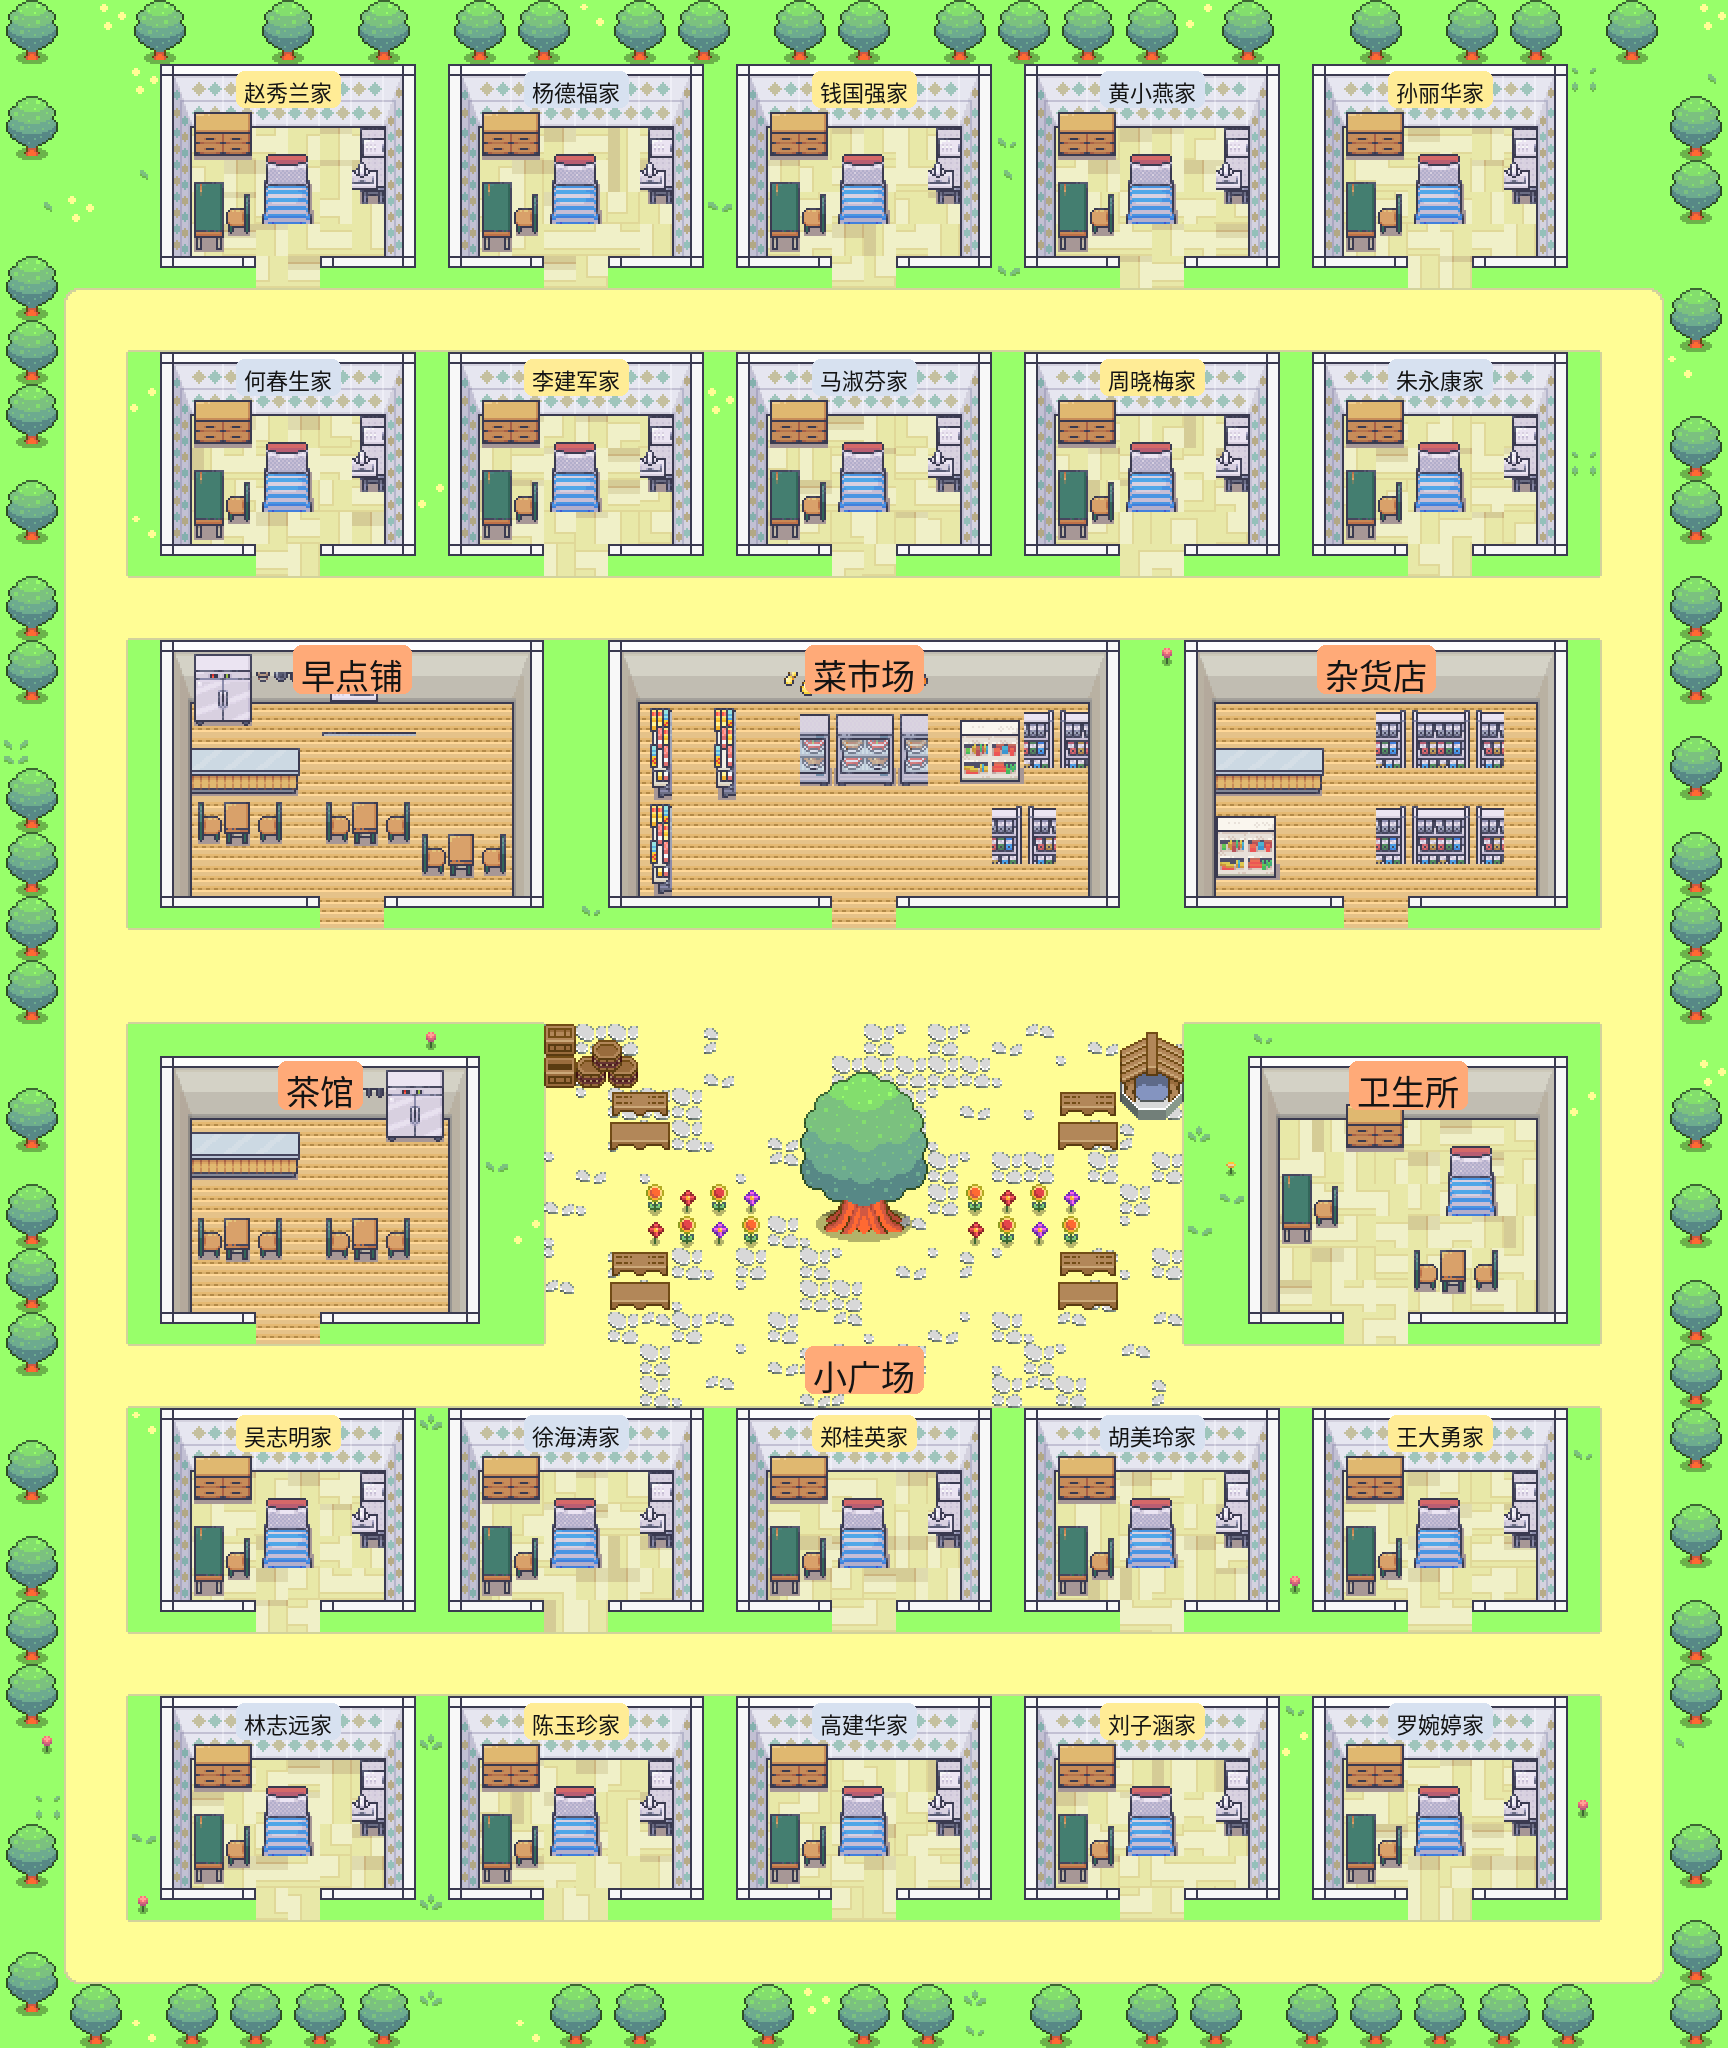 赵秀兰家
杨德福家
钱国强家
黄小燕家
孙丽华家
何春生家
李建军家
马淑芬家
周晓梅家
朱永康家
早点铺
菜市场
杂货店
茶馆
卫生所
小广场
吴志明家
徐海涛家
郑桂英家
胡美玲家
王大勇家
林志远家
陈玉珍家
高建华家
刘子涵家
罗婉婷家